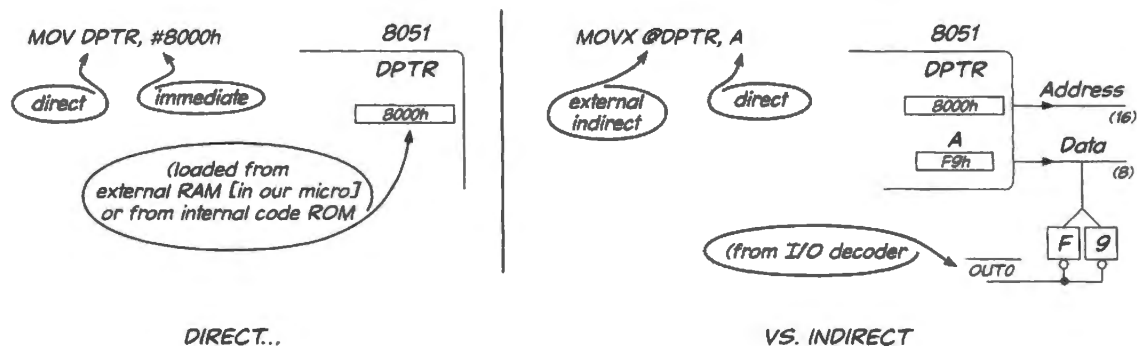 MOV DPTR, #8000h
direct
immediate
8051
DPTR
8000h
(loaded from
external RAM [in our micro]
or from internal code ROM
DIRECT...
MOVX @DPTR, A
external
indirect
direct
8051
DPTR
8000h
Address
(16)
A
F9h
Data
(8)
F 9
(from I/O decoder
OUT0
VS. INDIRECT